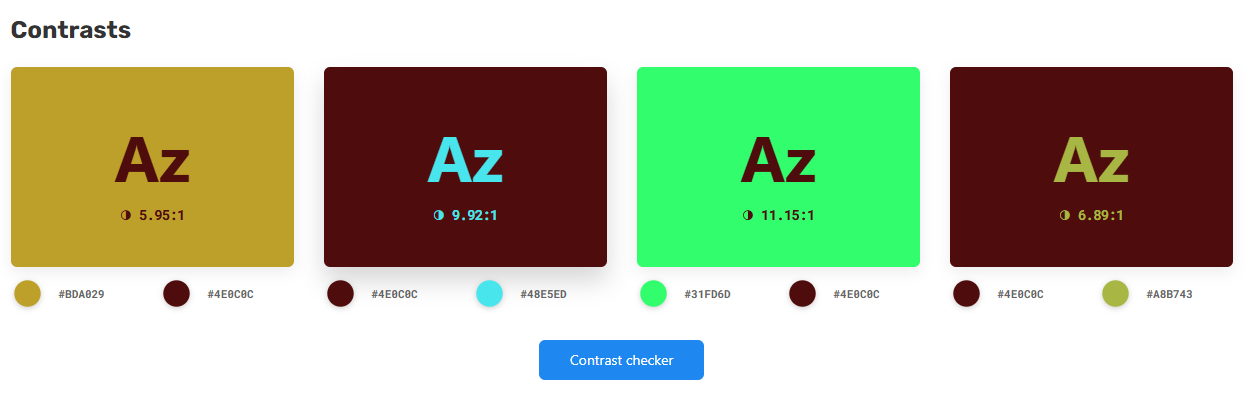 Contrasts
Az Az Az Az
5.95:1 9.92:1 11.15:1 6.89:1
#BDA029 #4E0C0C #4E0C0C #48E5ED #31FD6D #4E0C0C #4E0C0C #A8B743
Contrast checker